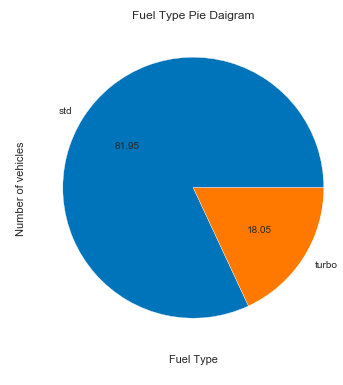 Fuel Type Pie Daigram
std
81.95
Number of vehicles
18.05
turbo
Fuel Type